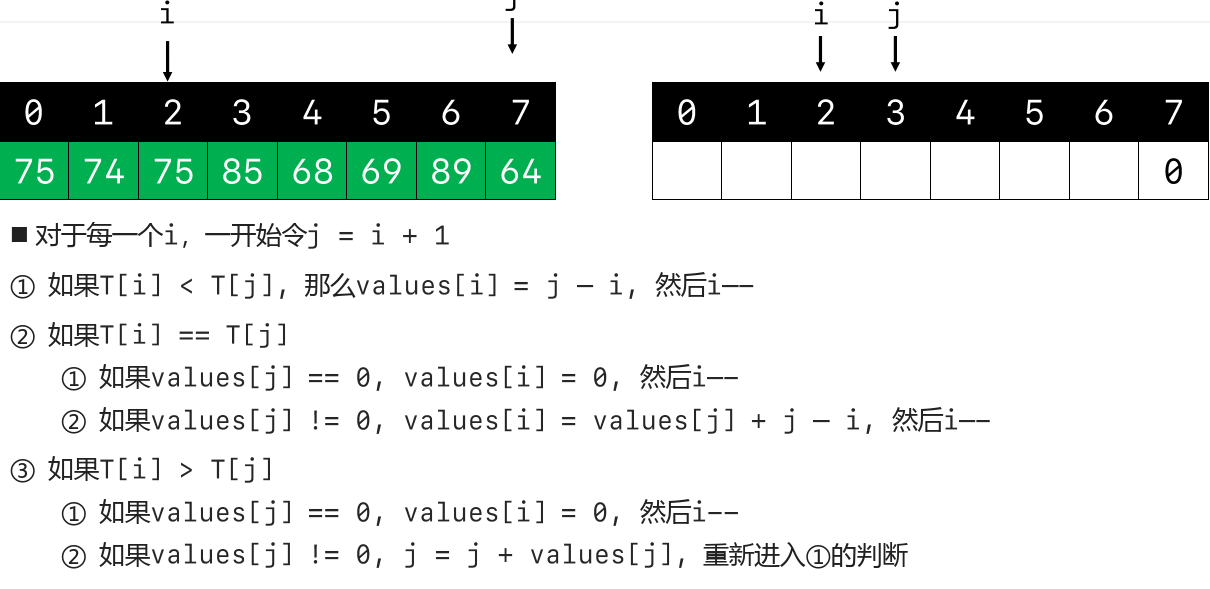 i j i j
0 1 2 3 4 5 6 7 0 1 2 3 4 5 6 7
75 74 75 85 68 69 89 64 0
■ 对于每一个i, 一开始令j = i + 1
① 如果T[i] < T[j], 那么values[i] = j – i, 然后i––
② 如果T[i] == T[j]
① 如果values[j] == 0, values[i] = 0, 然后i––
② 如果values[j] != 0, values[i] = values[j] + j – i, 然后i––
③ 如果T[i] > T[j]
① 如果values[j] == 0, values[i] = 0, 然后i––
② 如果values[j] != 0, j = j + values[j], 重新进入①的判断